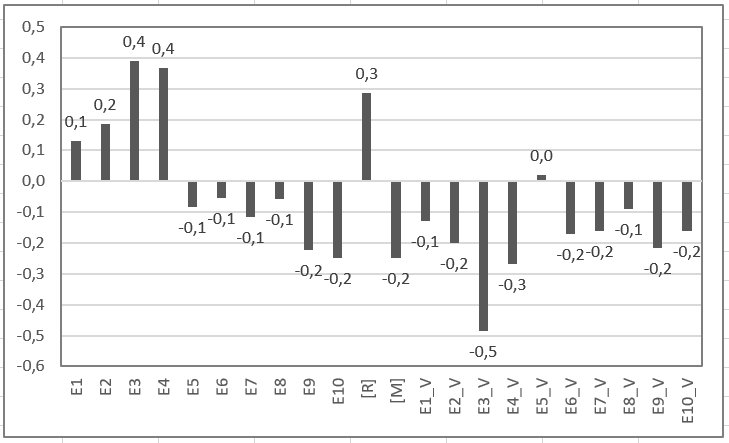 0,5
0,4
0,3
0,2
0,1
0,0
-0,1
-0,2
-0,3
-0,4
-0,5
-0,6
0,1
0,2
0,4
0,4
-0,1
-0,1
-0,1
-0,1
-0,2
-0,2
0,3
-0,2
-0,1
-0,2
-0,5
-0,3
0,0
-0,2
-0,2
-0,1
-0,2
-0,2
E1
E2
E3
E4
E5
E6
E7
E8
E9
E10
[R]
[M]
E1_V
E2_V
E3_V
E4_V
E5_V
E6_V
E7_V
E8_V
E9_V
E10_V